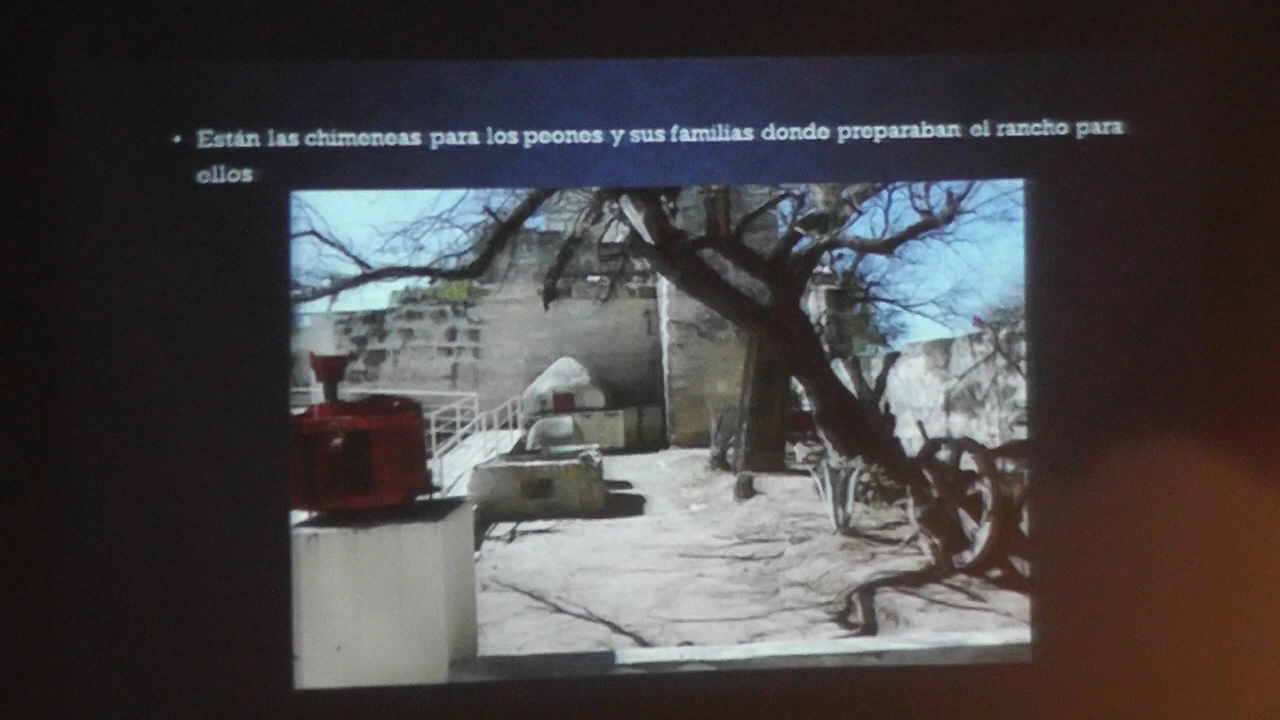 • Están las chimeneas para los peones y sus familias donde preparaban el rancho para
ellos